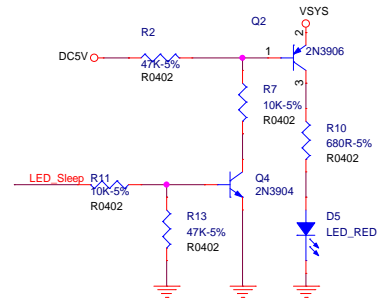 VSYS
R2
Q2
2
DC5V
1
2N3906
47K-5%
R0402
R7
3
10K-5%
R0402
R10
680R-5%
R0402
LED_Sleep
R11
Q4
10K-5%
2N3904
R0402
R13
D5
47K-5%
LED_RED
R0402